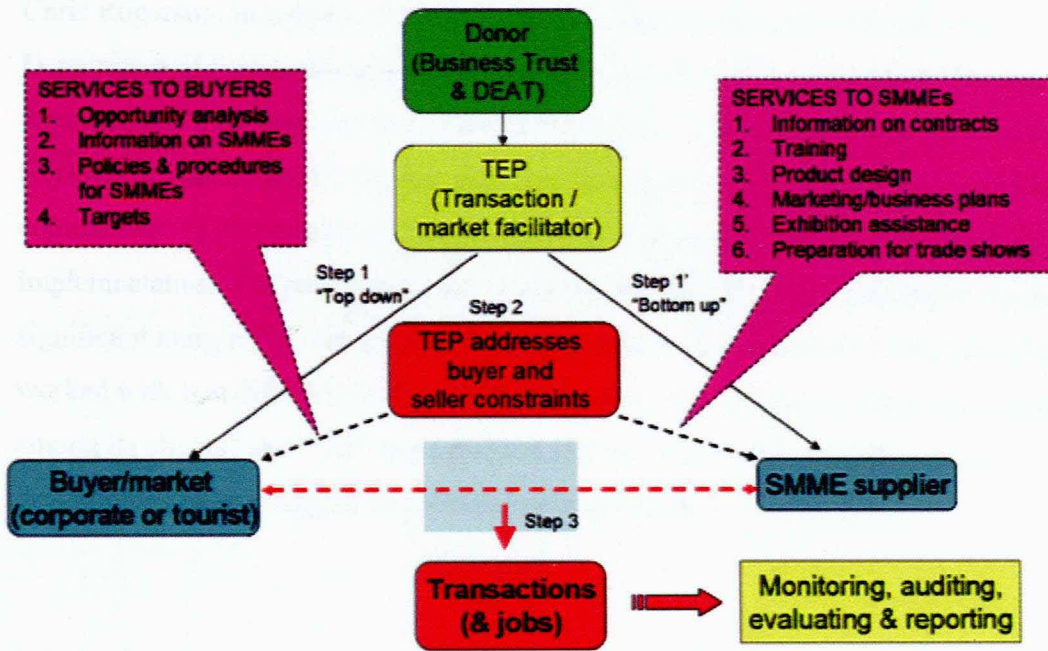 Donor
(Business Trust
& DEAT)
SERVICES TO BUYERS
1. Opportunity analysis
2. Information on SMMEs
3. Policies & procedures
for SMMEs
4. Targets
SERVICES TO SMMEs
1. Information on contracts
2. Training
3. Product design
4. Marketing/business plans
5. Exhibition assistance
6. Preparation for trade shows
TEP
(Transaction /
market facilitator)
Step 1
"Top down"
Step 1'
"Bottom up"
Step 2
TEP addresses
buyer and
seller constraints
Buyer/market
(corporate or tourist)
SMME supplier
Step 3
Transactions
(& jobs)
Monitoring, auditing,
evaluating & reporting